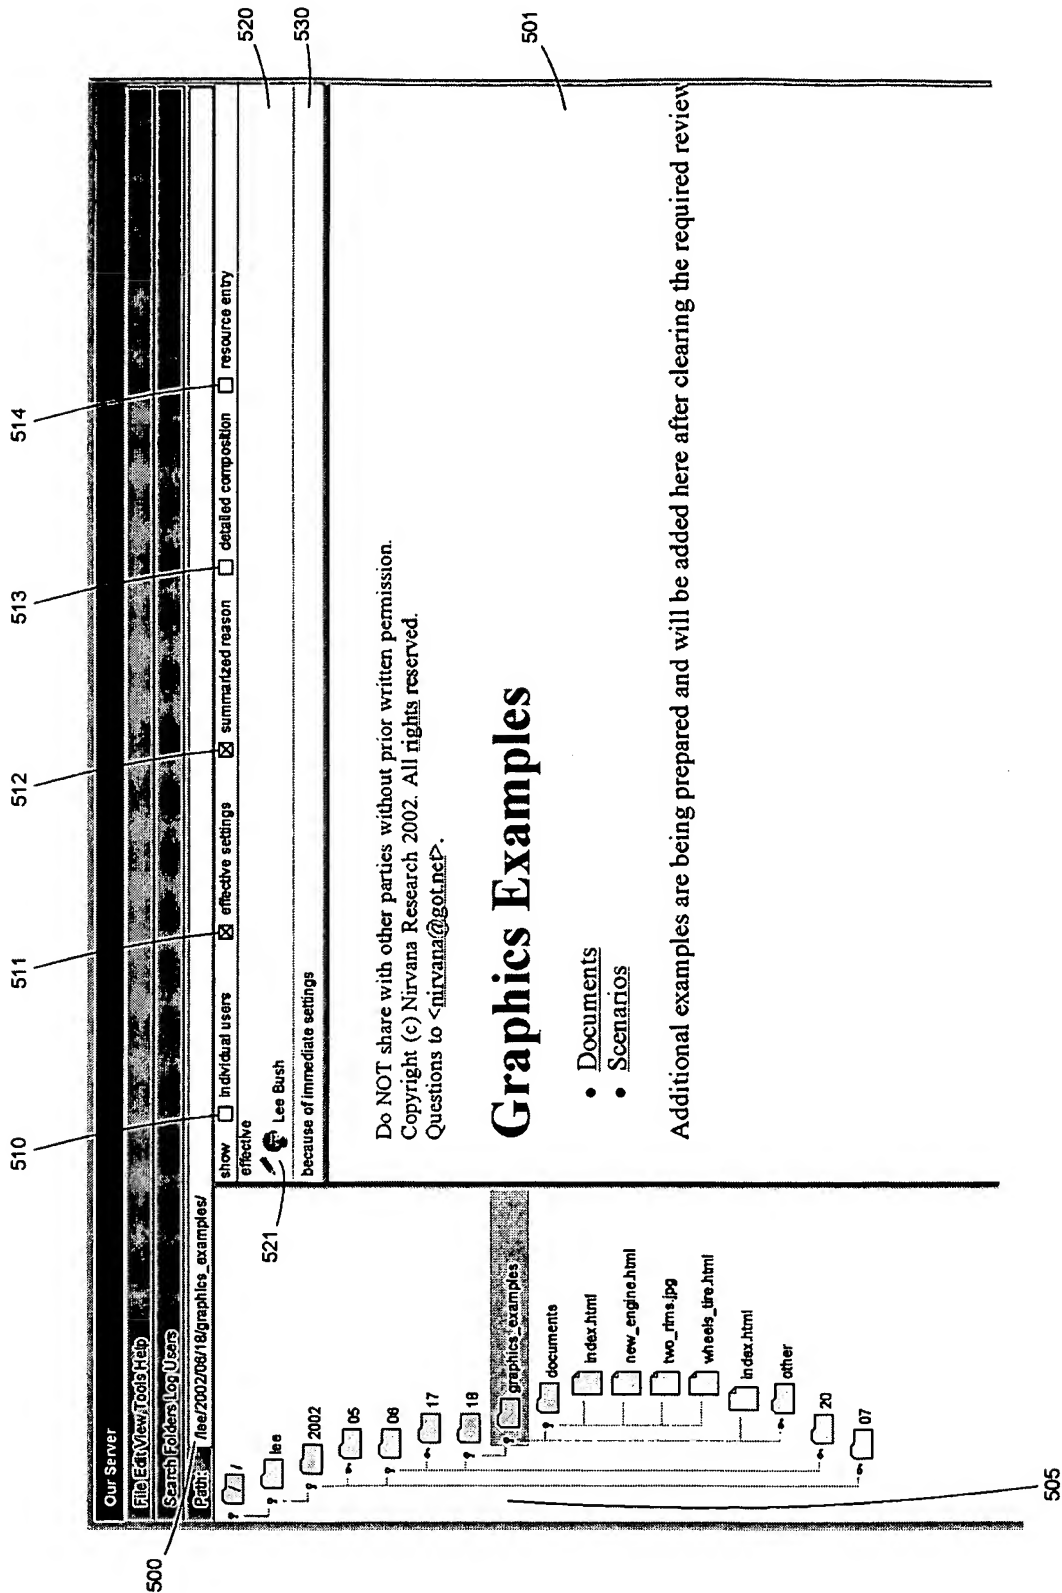 510
511
512
513
514
Our Server
File Edit View Tools Help
Search Folders Log Users
Path: /lee/2002/06/18/graphics_examples/
500
show individual users effective settings summarized reason detailed composition resource entry
effective
Lee Bush
520
521
because of immediate settings
530
/
lee
2002
05
06
17
18
graphics_examples
documents
index.html
new_engine.html
two_rims.jpg
wheels_tire.html
index.html
other
20
07
505
501
Do NOT share with other parties without prior written permission.
Copyright (c) Nirvana Research 2002. All rights reserved.
Questions to <nirvana@got.net>.
Graphics Examples
• Documents
• Scenarios
Additional examples are being prepared and will be added here after clearing the required review